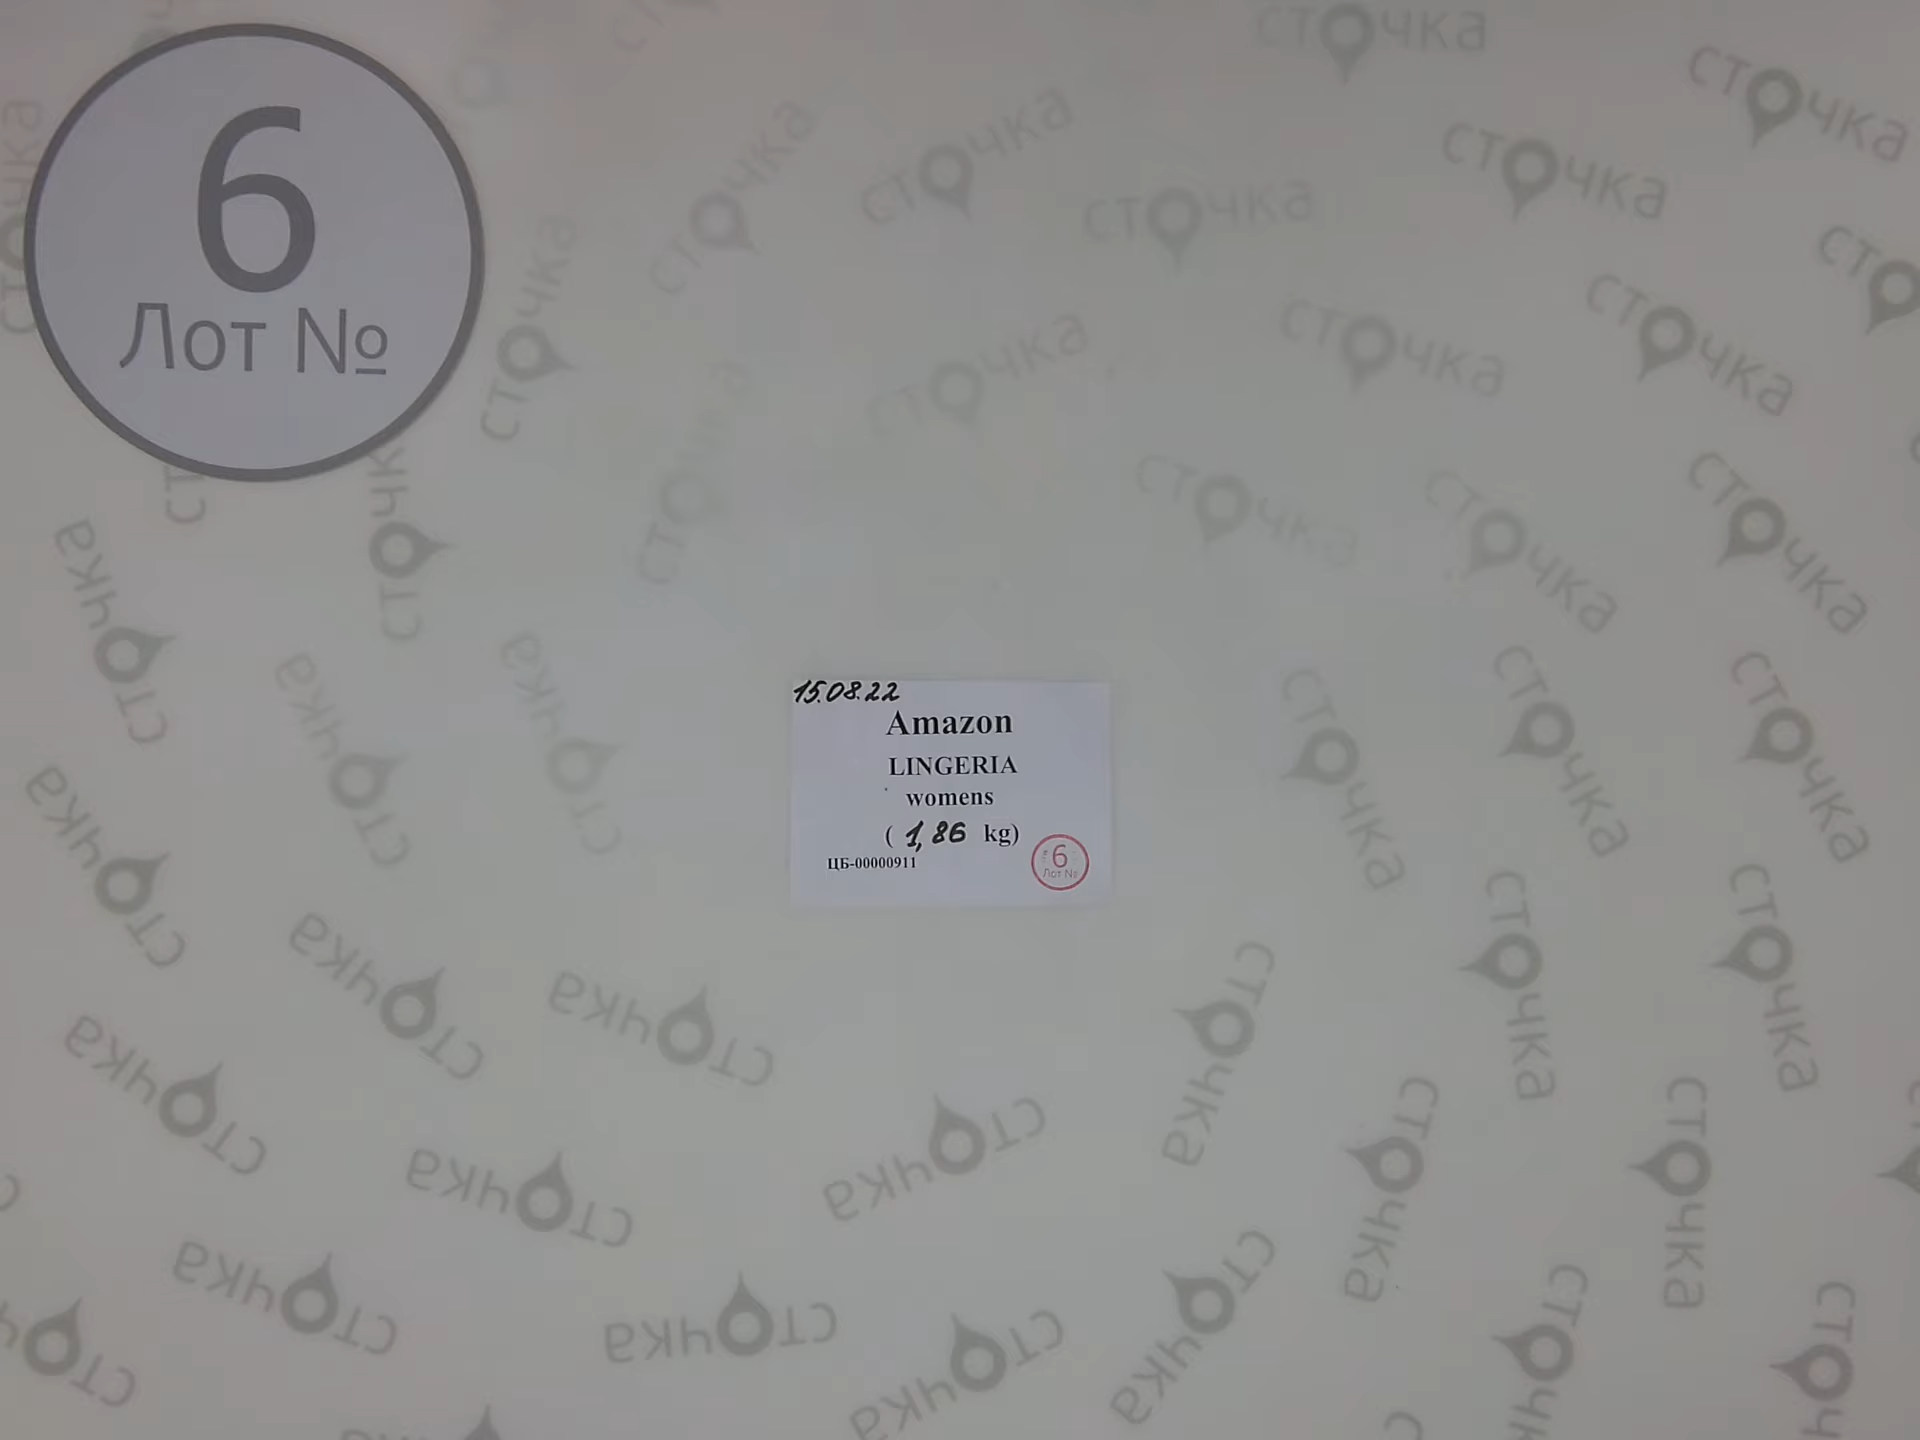 6
Лот №
15.08.22
Amazon
LINGERIA
womens
( 1,86 kg)
ЦБ-00000911
6
Лот №
сточка